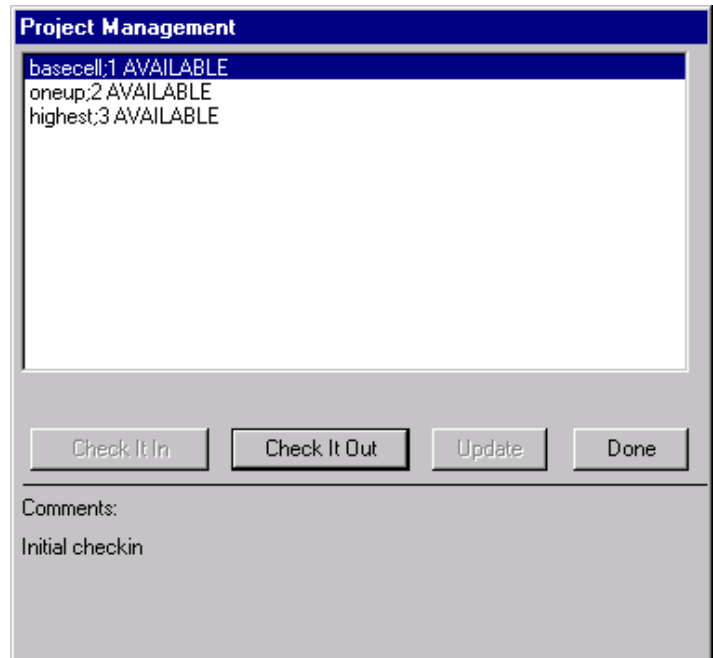 Project Management
basecell;1 AVAILABLE
oneup;2 AVAILABLE
highest;3 AVAILABLE
Check It In Check It Out Update Done
Comments:
Initial checkin